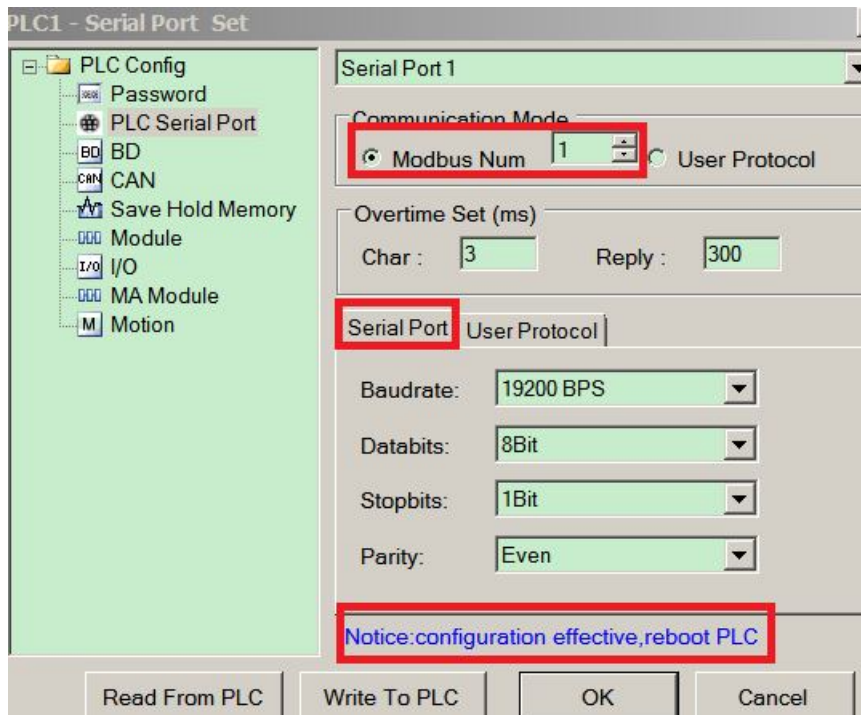 PLC1 - Serial Port Set
PLC Config
Password
PLC Serial Port
BD BD
CAN CAN
Save Hold Memory
Module
I/O I/O
MA Module
M Motion
Serial Port 1
Communication Mode
Modbus Num 1 User Protocol
Overtime Set (ms)
Char : 3 Reply : 300
Serial Port User Protocol
Baudrate: 19200 BPS
Databits: 8Bit
Stopbits: 1Bit
Parity: Even
Notice:configuration effective,reboot PLC
Read From PLC Write To PLC OK Cancel